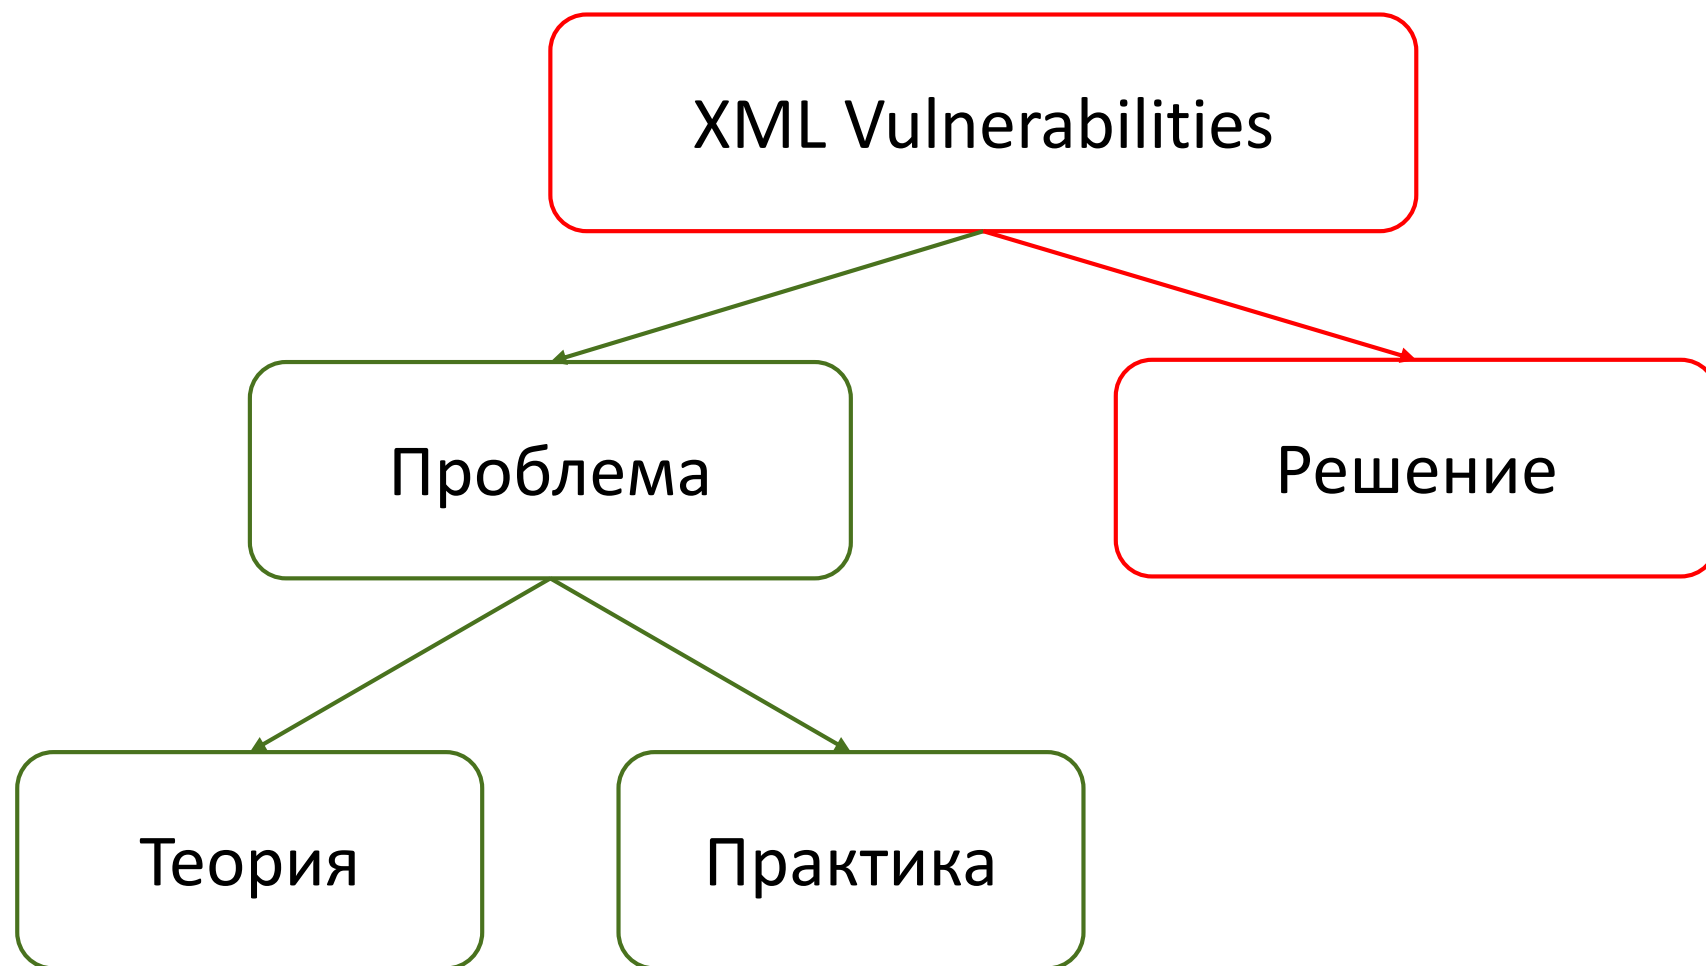 XML Vulnerabilities
Проблема
Решение
Теория
Практика